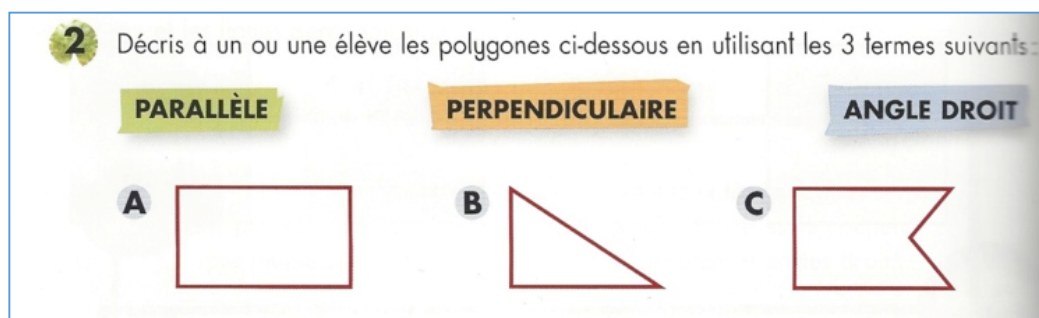 2 Décris à un ou une élève les polygones ci-dessous en utilisant les 3 termes suivants :
PARALLÈLE PERPENDICULAIRE ANGLE DROIT
A B C